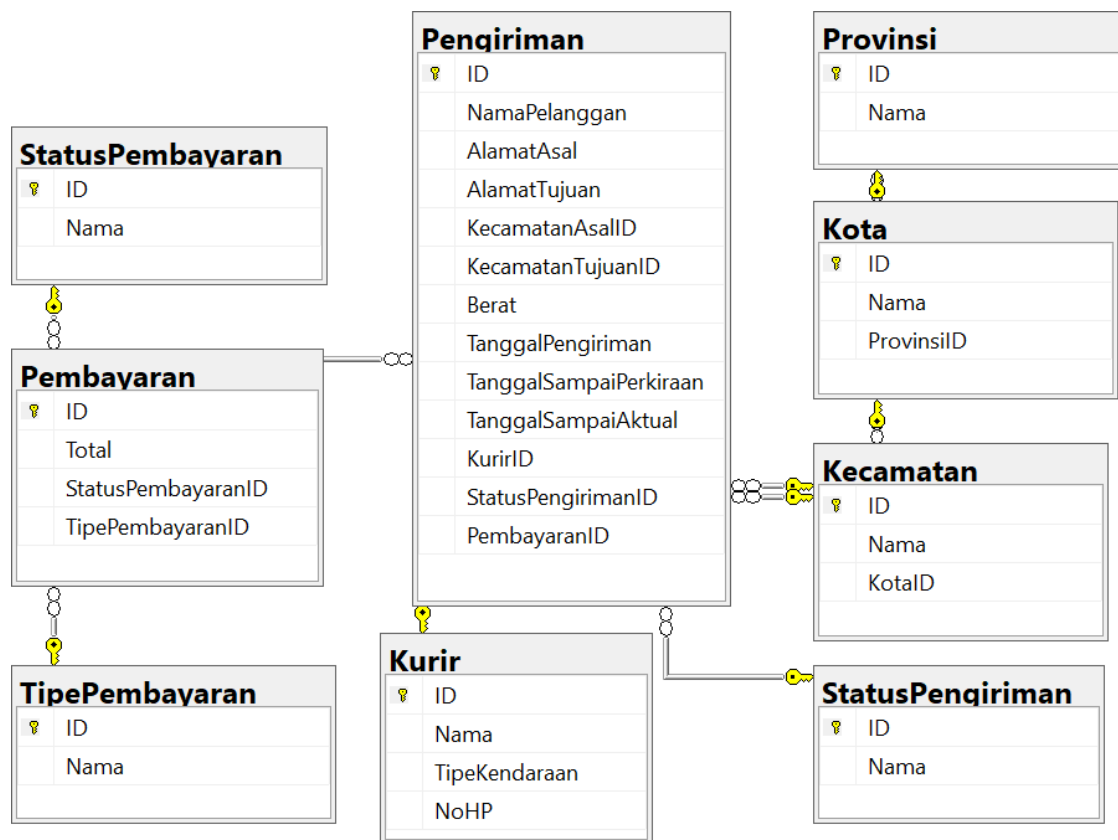 Pengiriman
ID
NamaPelanggan
AlamatAsal
AlamatTujuan
KecamatanAsalID
KecamatanTujuanID
Berat
TanggalPengiriman
TanggalSampaiPerkiraan
TanggalSampaiAktual
KurirID
StatusPengirimanID
PembayaranID
Provinsi
ID
Nama
StatusPembayaran
ID
Nama
Kota
ID
Nama
ProvinsiID
Pembayaran
ID
Total
StatusPembayaranID
TipePembayaranID
Kecamatan
ID
Nama
KotaID
TipePembayaran
ID
Nama
Kurir
ID
Nama
TipeKendaraan
NoHP
StatusPengiriman
ID
Nama